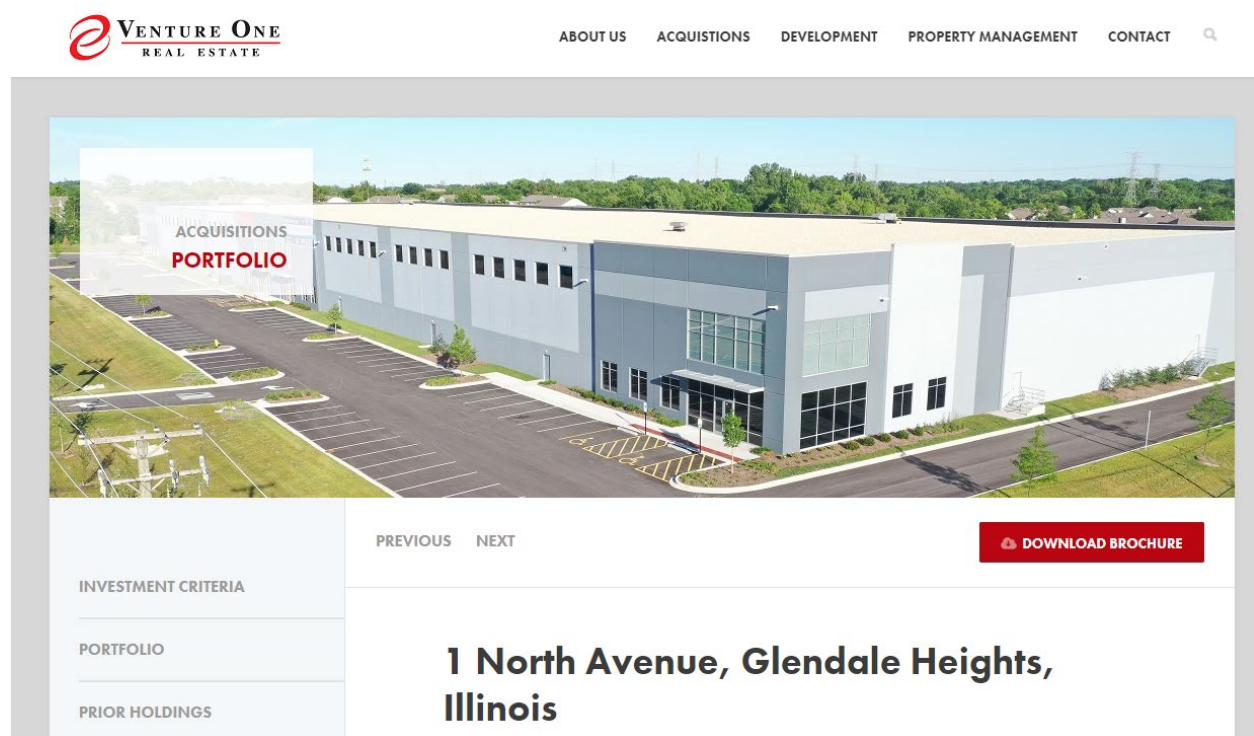 VENTURE ONE
REAL ESTATE
ABOUT US
ACQUISTIONS
DEVELOPMENT
PROPERTY MANAGEMENT
CONTACT
ACQUISITIONS
PORTFOLIO
PREVIOUS
NEXT
DOWNLOAD BROCHURE
INVESTMENT CRITERIA
PORTFOLIO
PRIOR HOLDINGS
1 North Avenue, Glendale Heights,
Illinois